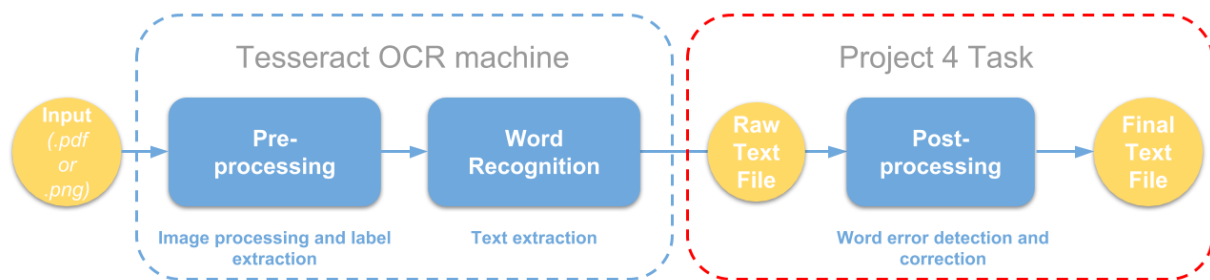 Tesseract OCR machine
Project 4 Task
Input
(.pdf
or
.png)
Pre-
processing
Word
Recognition
Raw
Text
File
Post-
processing
Final
Text
File
Image processing and label
extraction
Text extraction
Word error detection and
correction